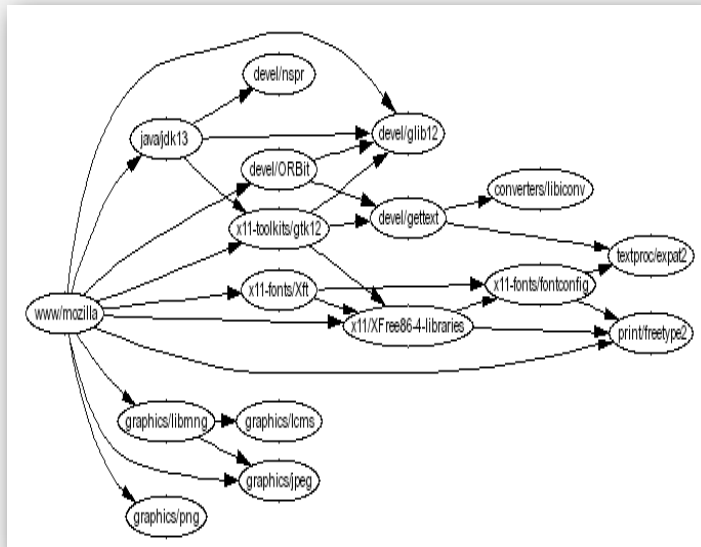 devel/nspr
java/jdk13
devel/glib12
devel/ORBit
converters/libiconv
devel/gettext
x11-toolkits/gtk12
textproc/expat2
x11-fonts/Xft
x11-fonts/fontconfig
www/mozilla
x11/XFree86-4-libraries
print/freetype2
graphics/libmng
graphics/lcms
graphics/jpeg
graphics/png